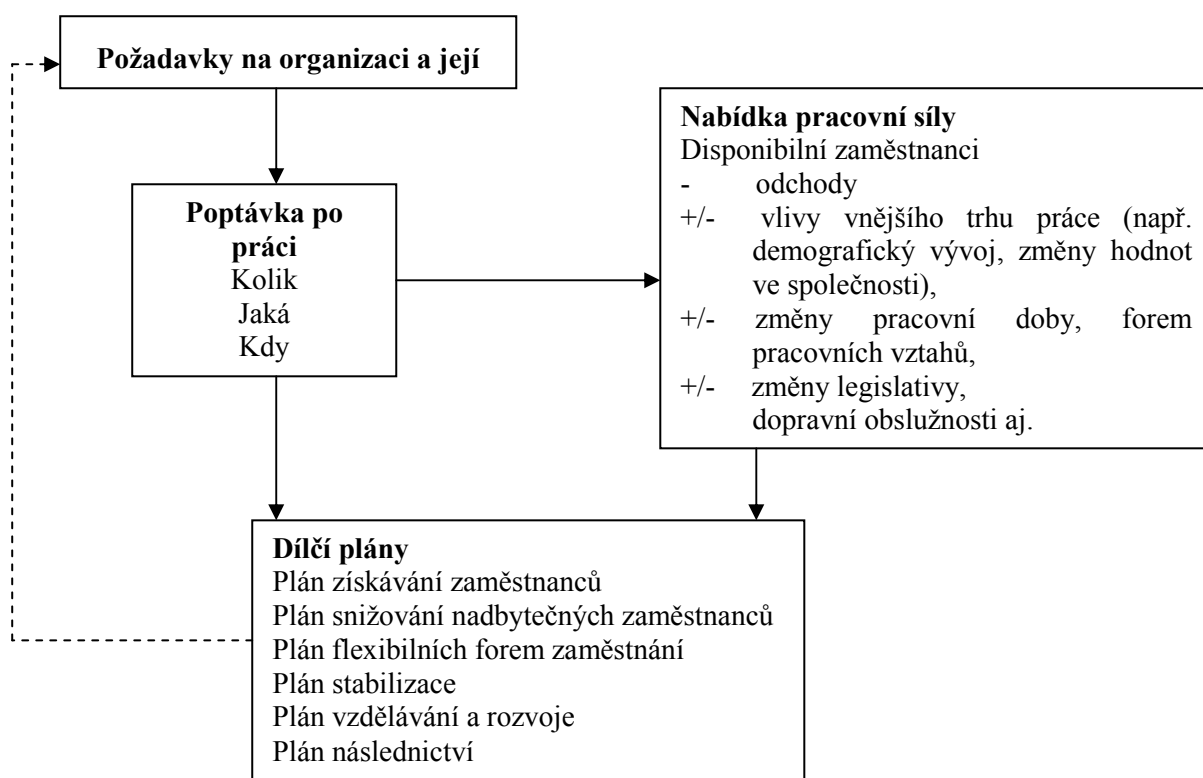 Požadavky na organizaci a její
Poptávka po
práci
Kolik
Jaká
Kdy
Nabídka pracovní síly
Disponibilní zaměstnanci
- odchody
+/- vlivy vnějšího trhu práce (např.
demografický vývoj, změny hodnot
ve společnosti),
+/- změny pracovní doby, forem
pracovních vztahů,
+/- změny legislativy,
dopravní obslužnosti aj.
Dílčí plány
Plán získávání zaměstnanců
Plán snižování nadbytečných zaměstnanců
Plán flexibilních forem zaměstnání
Plán stabilizace
Plán vzdělávání a rozvoje
Plán následnictví